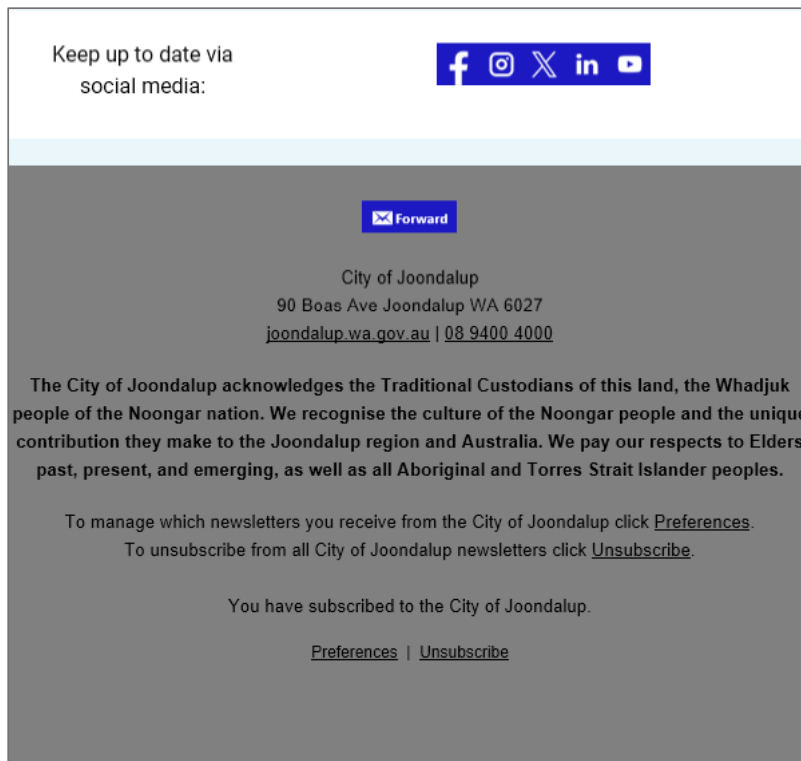 Keep up to date via
social media:
Forward
City of Joondalup
90 Boas Ave Joondalup WA 6027
joondalup.wa.gov.au | 08 9400 4000
The City of Joondalup acknowledges the Traditional Custodians of this land, the Whadjuk
people of the Noongar nation. We recognise the culture of the Noongar people and the unique
contribution they make to the Joondalup region and Australia. We pay our respects to Elders
past, present, and emerging, as well as all Aboriginal and Torres Strait Islander peoples.
To manage which newsletters you receive from the City of Joondalup click Preferences.
To unsubscribe from all City of Joondalup newsletters click Unsubscribe.
You have subscribed to the City of Joondalup.
Preferences | Unsubscribe